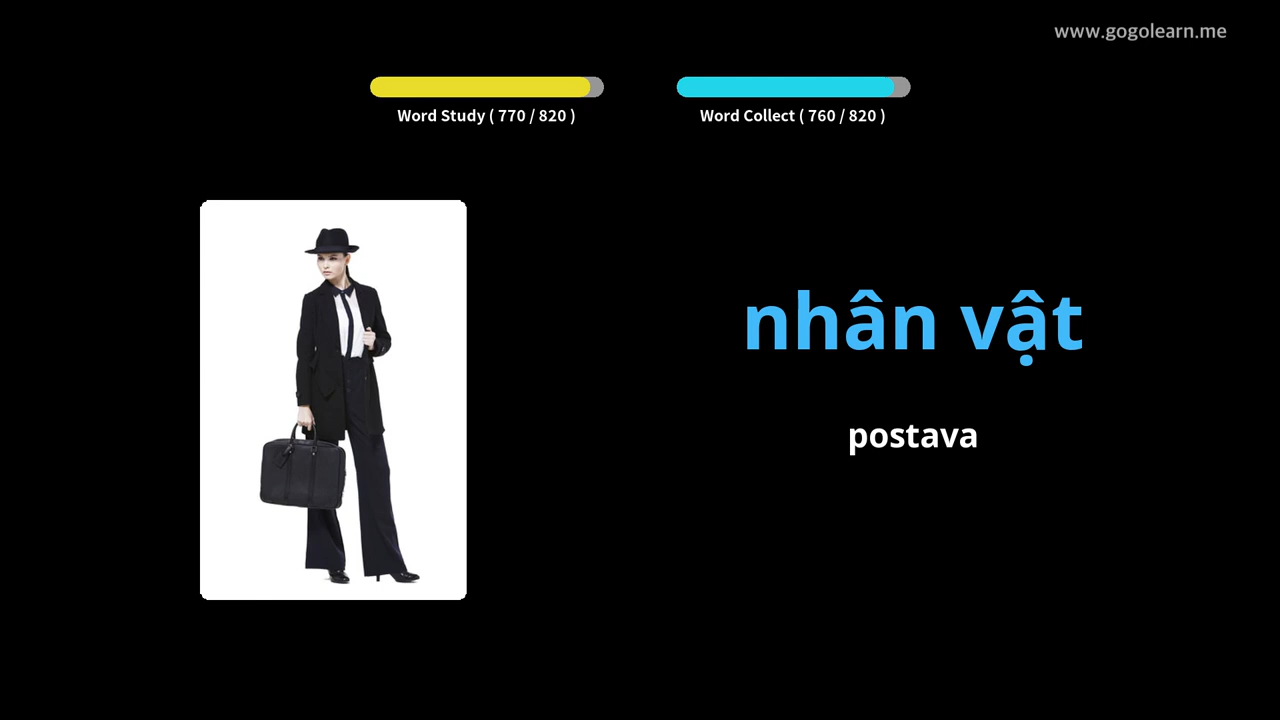 www.gogolearn.me
Word Study ( 770 / 820 )
Word Collect ( 760 / 820 )
nhân vật
postava